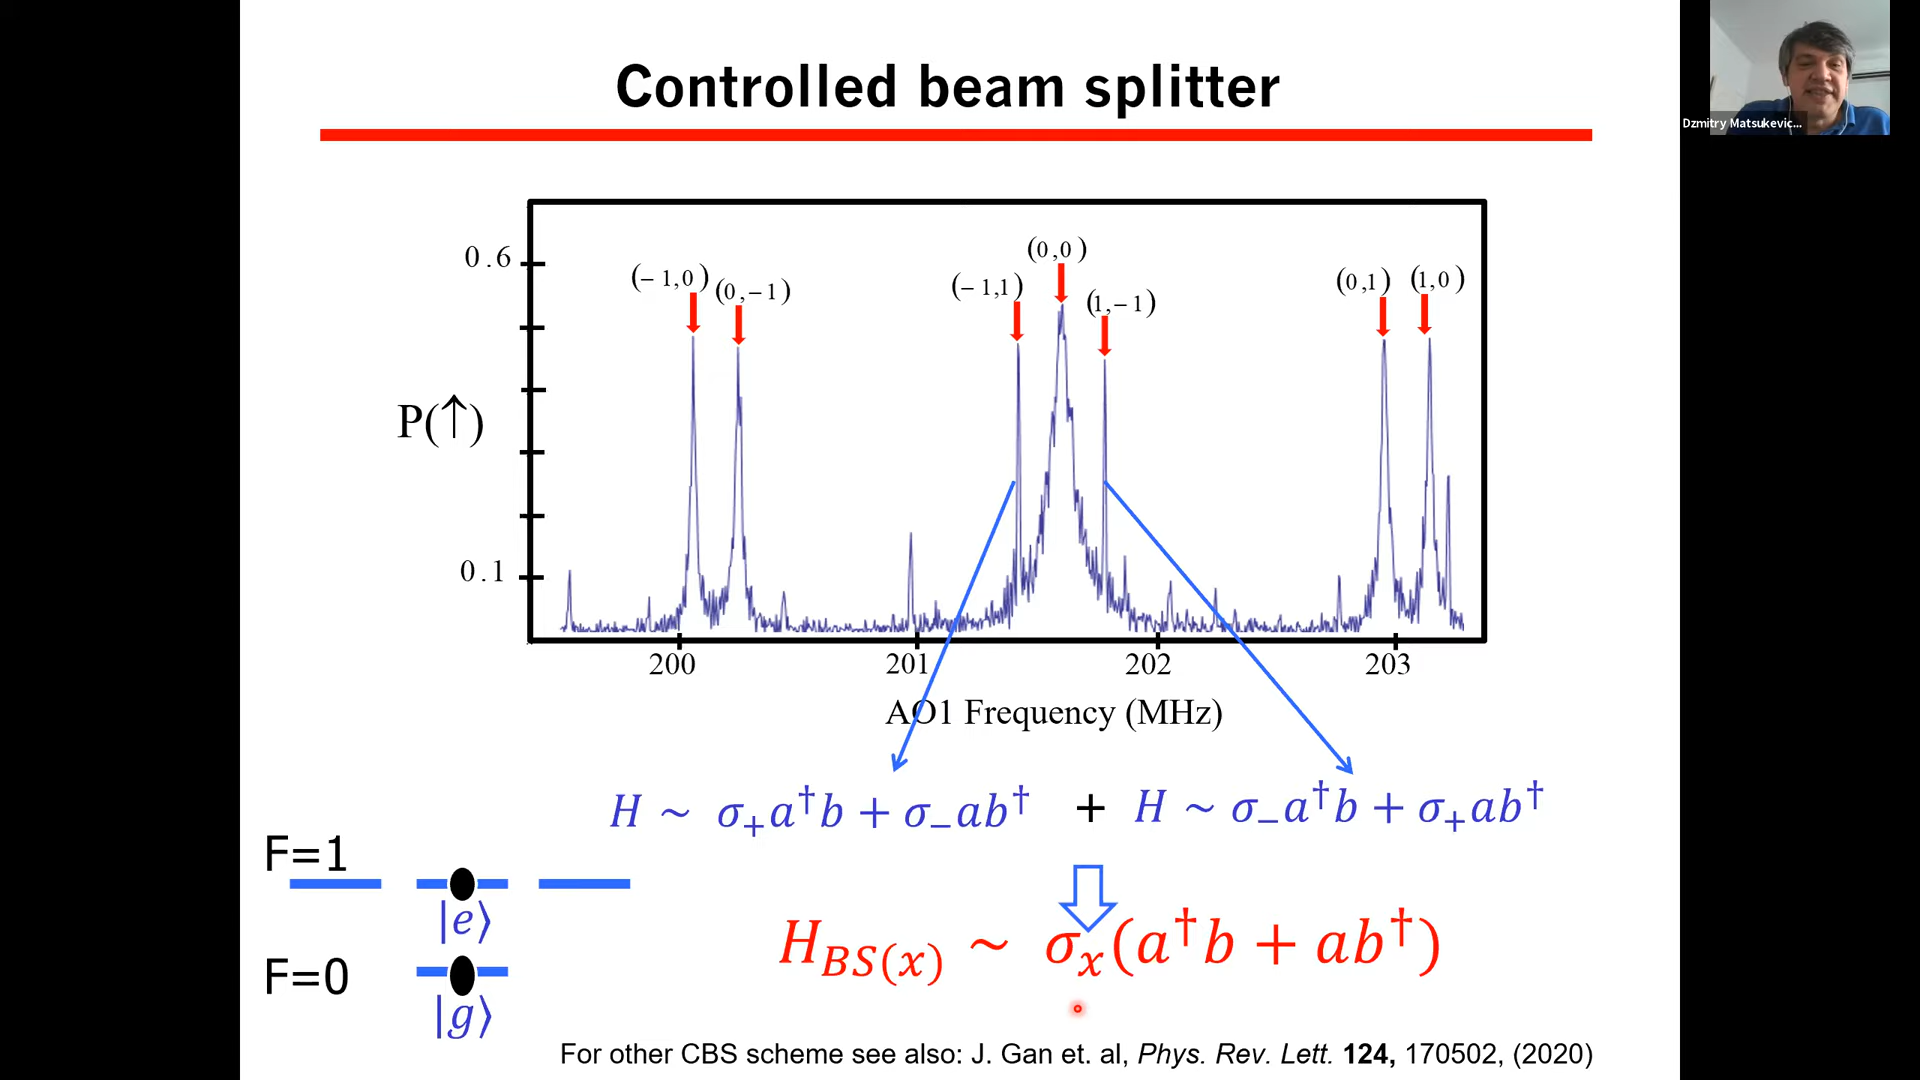 Controlled beam splitter
Dzmitry Matsukevic...
(0,0)
(−1,0) (0,−1) (−1,1) (1,−1) (0,1) (1,0)
0.6
P(↑)
0.1
200 201 202 203
AO1 Frequency (MHz)
H ~ σ₊a†b + σ₋ab† + H ~ σ₋a†b + σ₊ab†
F=1
|e⟩
H_BS(x) ~ σₓ(a†b + ab†)
F=0
|g⟩
For other CBS scheme see also: J. Gan et. al, Phys. Rev. Lett. 124, 170502, (2020)